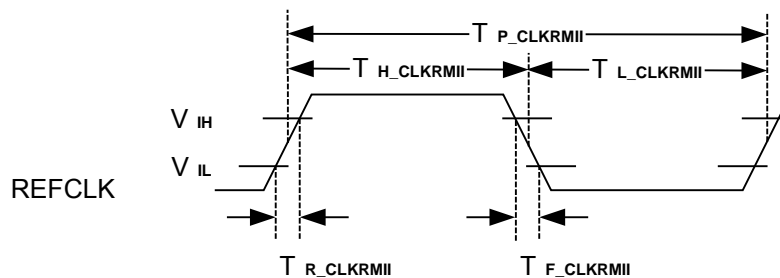 T P_CLKRMII
T H_CLKRMII T L_CLKRMII
V IH
V IL
REFCLK
T R_CLKRMII T F_CLKRMII